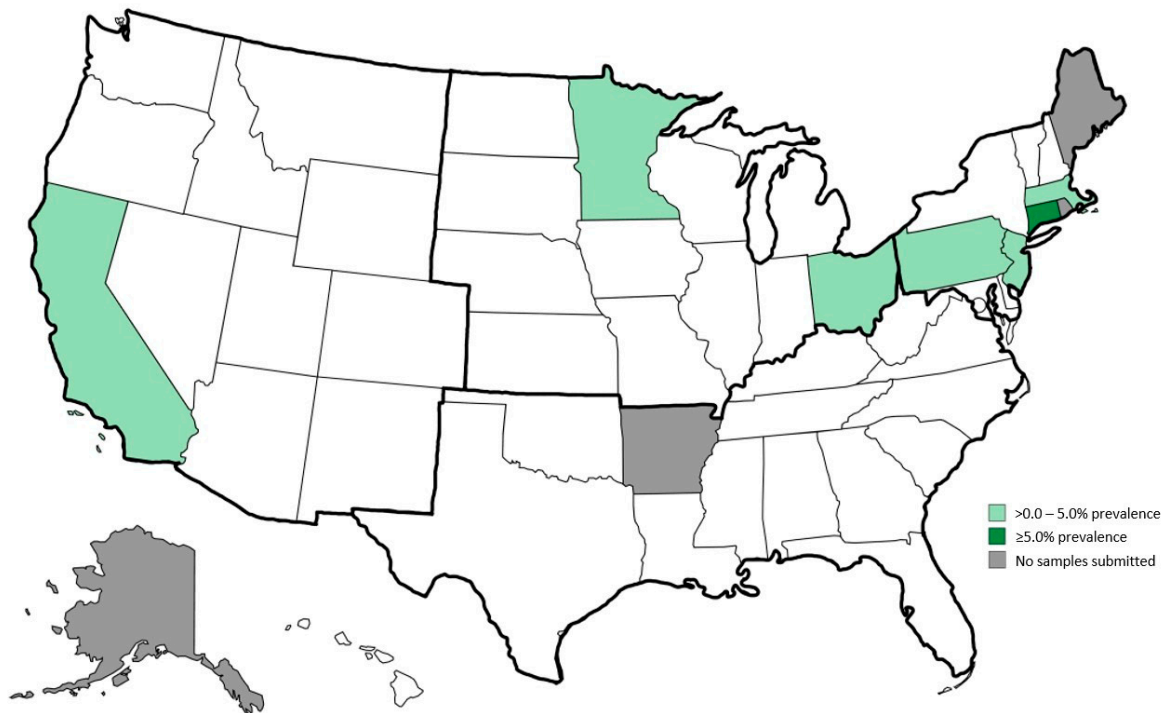 >0.0 – 5.0% prevalence
≥5.0% prevalence
No samples submitted